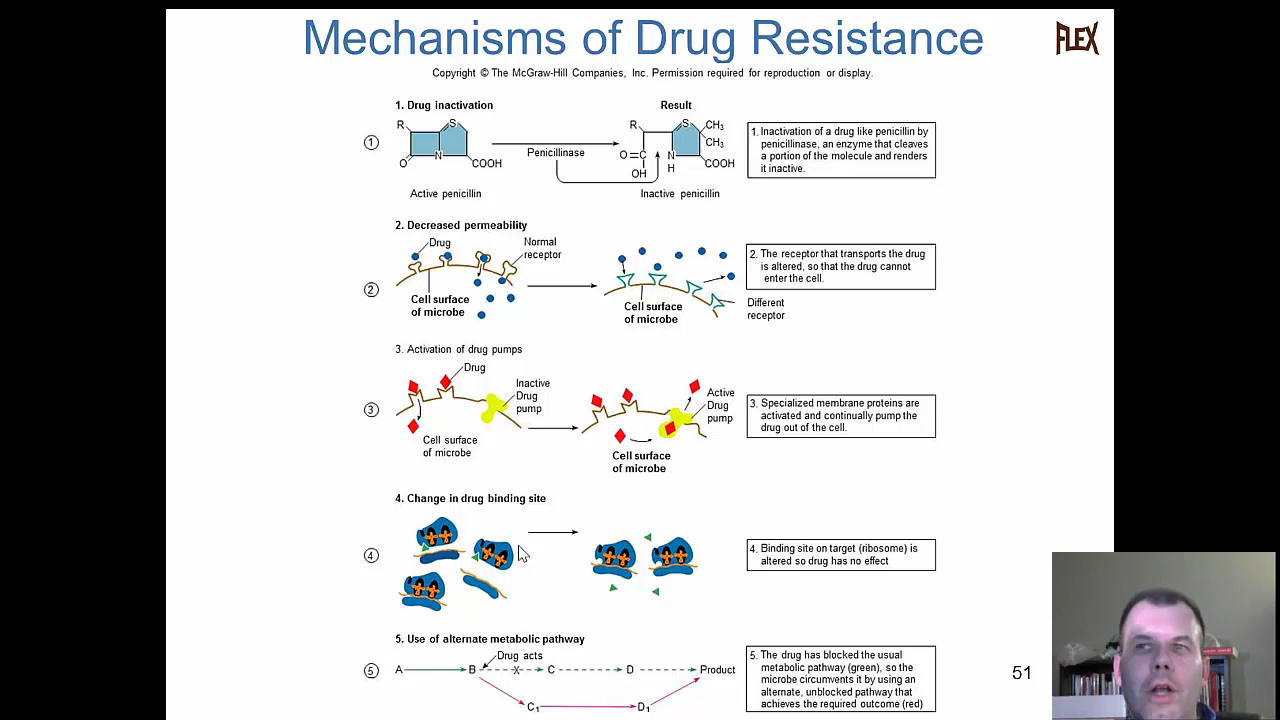 Mechanisms of Drug Resistance
FLEX
Copyright © The McGraw-Hill Companies, Inc. Permission required for reproduction or display.
1. Drug inactivation
Result
1
R
S
O
N
COOH
Active penicillin
Penicillinase
R
S
CH3
CH3
O
C
OH
N
H
COOH
Inactive penicillin
1. Inactivation of a drug like penicillin by
penicillinase, an enzyme that cleaves
a portion of the molecule and renders
it inactive.
2. Decreased permeability
2
Drug
Normal
receptor
Cell surface
of microbe
Cell surface
of microbe
Different
receptor
2. The receptor that transports the drug
is altered, so that the drug cannot
enter the cell.
3. Activation of drug pumps
3
Drug
Inactive
Drug
pump
Cell surface
of microbe
Active
Drug
pump
Cell surface
of microbe
3. Specialized membrane proteins are
activated and continually pump the
drug out of the cell.
4. Change in drug binding site
4
4. Binding site on target (ribosome) is
altered so drug has no effect
5. Use of alternate metabolic pathway
5
Drug acts
A B X C D Product
C1 D1
5. The drug has blocked the usual
metabolic pathway (green), so the
microbe circumvents it by using an
alternate, unblocked pathway that
achieves the required outcome (red)
51